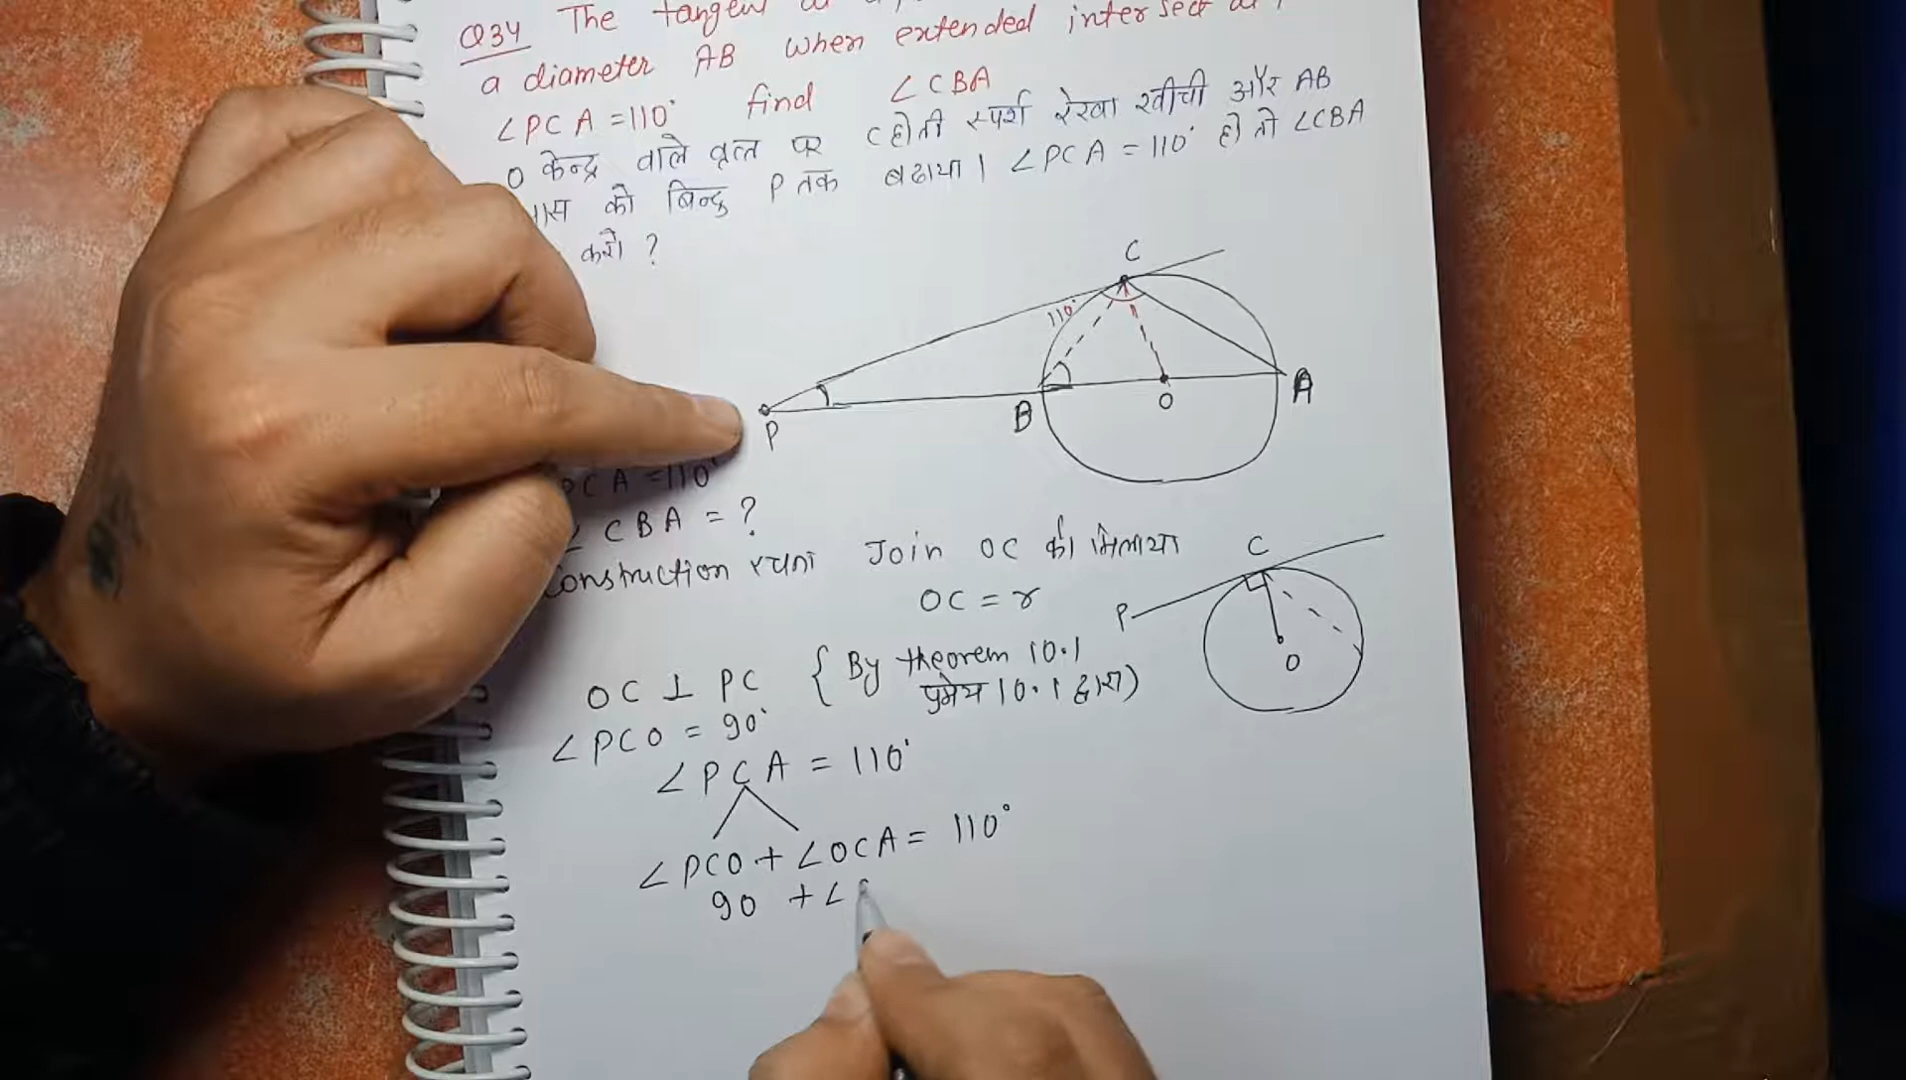 Q34 The tangent
a diameter AB when extended intersect at
∠PCA = 110° find ∠CBA
O केन्द्र वाले वृत्त पर C होती स्पर्श रेखा खींची और AB
को बिन्दु P तक बढाया। ∠PCA = 110° हो तो ∠CBA
करो ?
C
110°
P
B
O
A
PCA = 110°
∠CBA = ?
Construction रचना Join OC को मिलाया
OC = r
C
P
O
OC ⊥ PC { By theorem 10.1
प्रमेय 10.1 द्वारा)
∠PCO = 90°
∠PCA = 110°
∠PCO + ∠OCA = 110°
90 + ∠